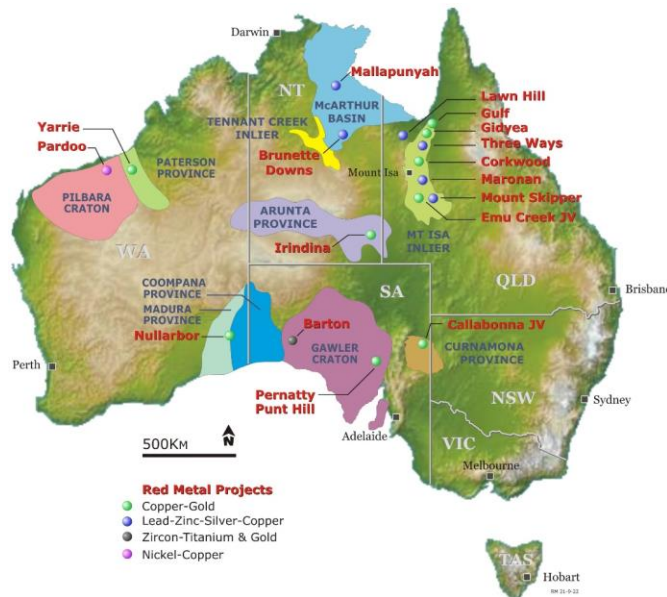 Darwin
NT
Mallapunyah
McARTHUR
BASIN
TENNANT CREEK
INLIER
Brunette
Downs
Lawn Hill
Gulf
Gidyea
Three Ways
Corkwood
Maronan
Mount Skipper
Emu Creek JV
Mount Isa
MT ISA
INLIER
Yarrie
Pardoo
PATERSON
PROVINCE
PILBARA
CRATON
ARUNTA
PROVINCE
Irindina
WA
QLD
Brisbane
COOMPANA
PROVINCE
MADURA
PROVINCE
Nullarbor
SA
Barton
GAWLER
CRATON
Callabonna JV
CURNAMONA
PROVINCE
Perth
Pernatty
Punt Hill
NSW
Sydney
Adelaide
VIC
Melbourne
500KM
N
Red Metal Projects
Copper-Gold
Lead-Zinc-Silver-Copper
Zircon-Titanium & Gold
Nickel-Copper
TAS
Hobart
RM 21-9-22